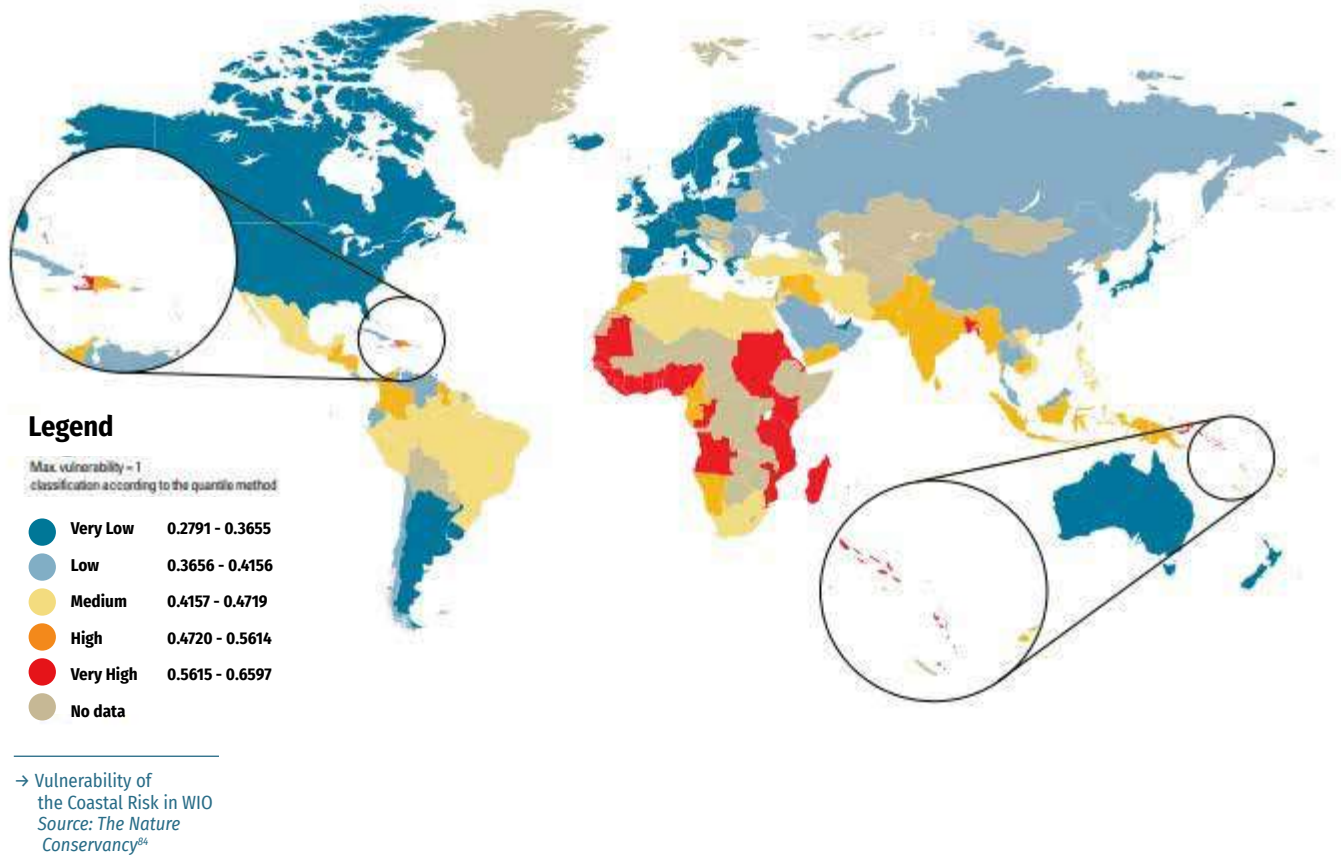 Legend
Max. vulnerability = 1
classification according to the quantile method
Very Low 0.2791 - 0.3655
Low 0.3656 - 0.4156
Medium 0.4157 - 0.4719
High 0.4720 - 0.5614
Very High 0.5615 - 0.6597
No data
→ Vulnerability of
the Coastal Risk in WIO
Source: The Nature
Conservancy⁸⁴